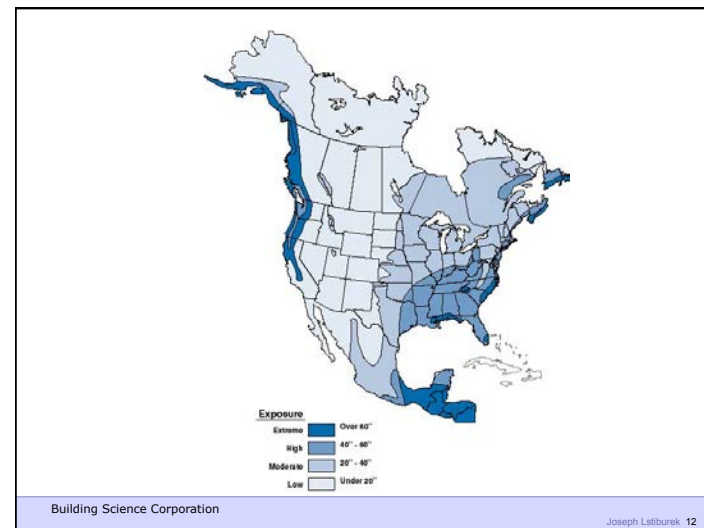 Exposure
Extreme Over 60"
High 40" - 60"
Moderate 20" - 40"
Low Under 20"
Building Science Corporation
Joseph Lstiburek 12